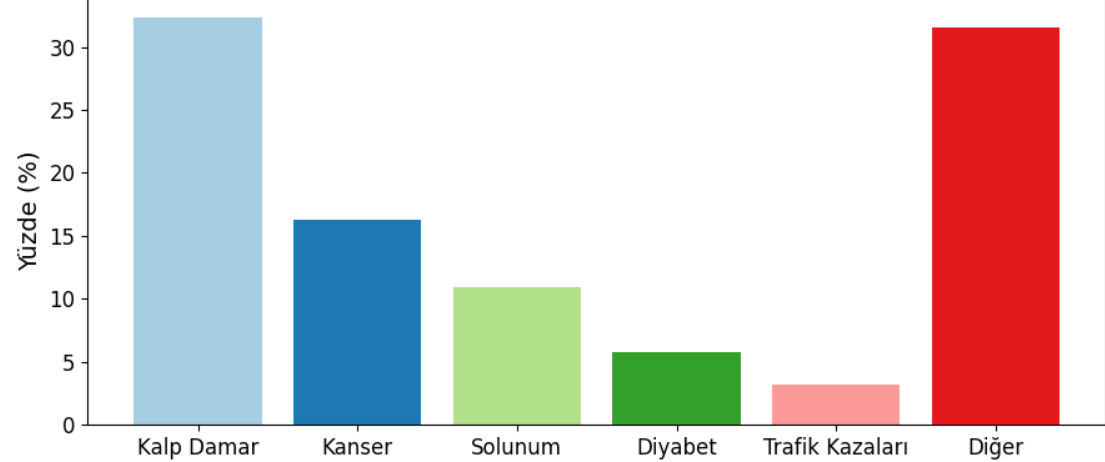 30
25
20
15
10
5
0
Yüzde (%)
Kalp Damar
Kanser
Solunum
Diyabet
Trafik Kazaları
Diğer